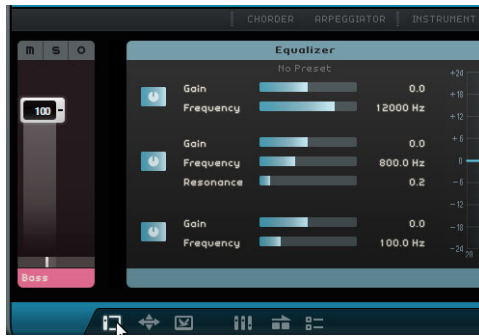 CHORDER ARPEGGIATOR INSTRUMENT
M S O
100
Bass
Equalizer
No Preset
Gain 0.0
Frequency 12000 Hz
Gain 0.0
Frequency 800.0 Hz
Resonance 0.2
Gain 0.0
Frequency 100.0 Hz
+24
+18
+12
+6
0
-6
-12
-18
-24
20